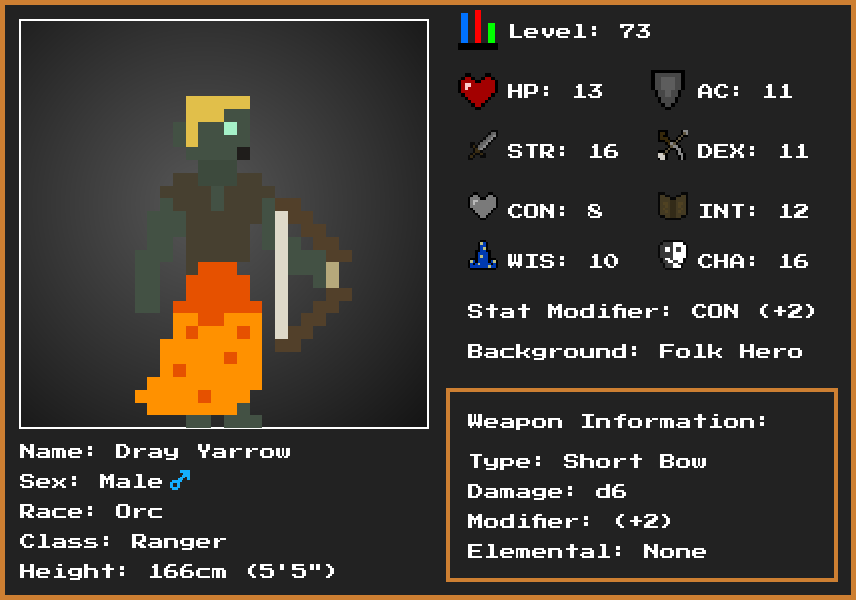 Level: 73
HP: 13 AC: 11
STR: 16 DEX: 11
CON: 8 INT: 12
WIS: 10 CHA: 16
Stat Modifier: CON (+2)
Background: Folk Hero
Weapon Information:
Type: Short Bow
Damage: d6
Modifier: (+2)
Elemental: None
Name: Dray Yarrow
Sex: Male ♂
Race: Orc
Class: Ranger
Height: 166cm (5'5")